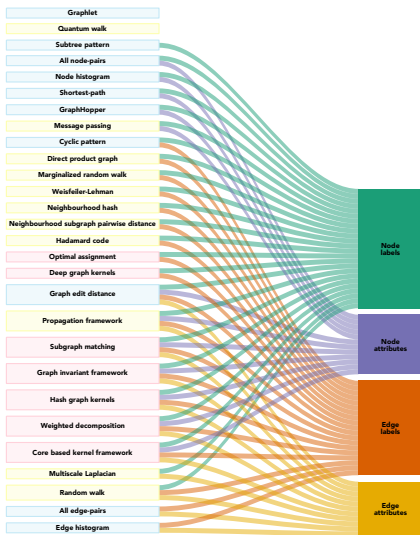 Graphlet
Quantum walk
Subtree pattern
All node-pairs
Node histogram
Shortest-path
GraphHopper
Message passing
Cyclic pattern
Direct product graph
Marginalized random walk
Weisfeiler-Lehman
Neighbourhood hash
Neighbourhood subgraph pairwise distance
Hadamard code
Optimal assignment
Deep graph kernels
Graph edit distance
Propagation framework
Subgraph matching
Graph invariant framework
Hash graph kernels
Weighted decomposition
Core based kernel framework
Multiscale Laplacian
Random walk
All edge-pairs
Edge histogram
Node
labels
Node
attributes
Edge
labels
Edge
attributes